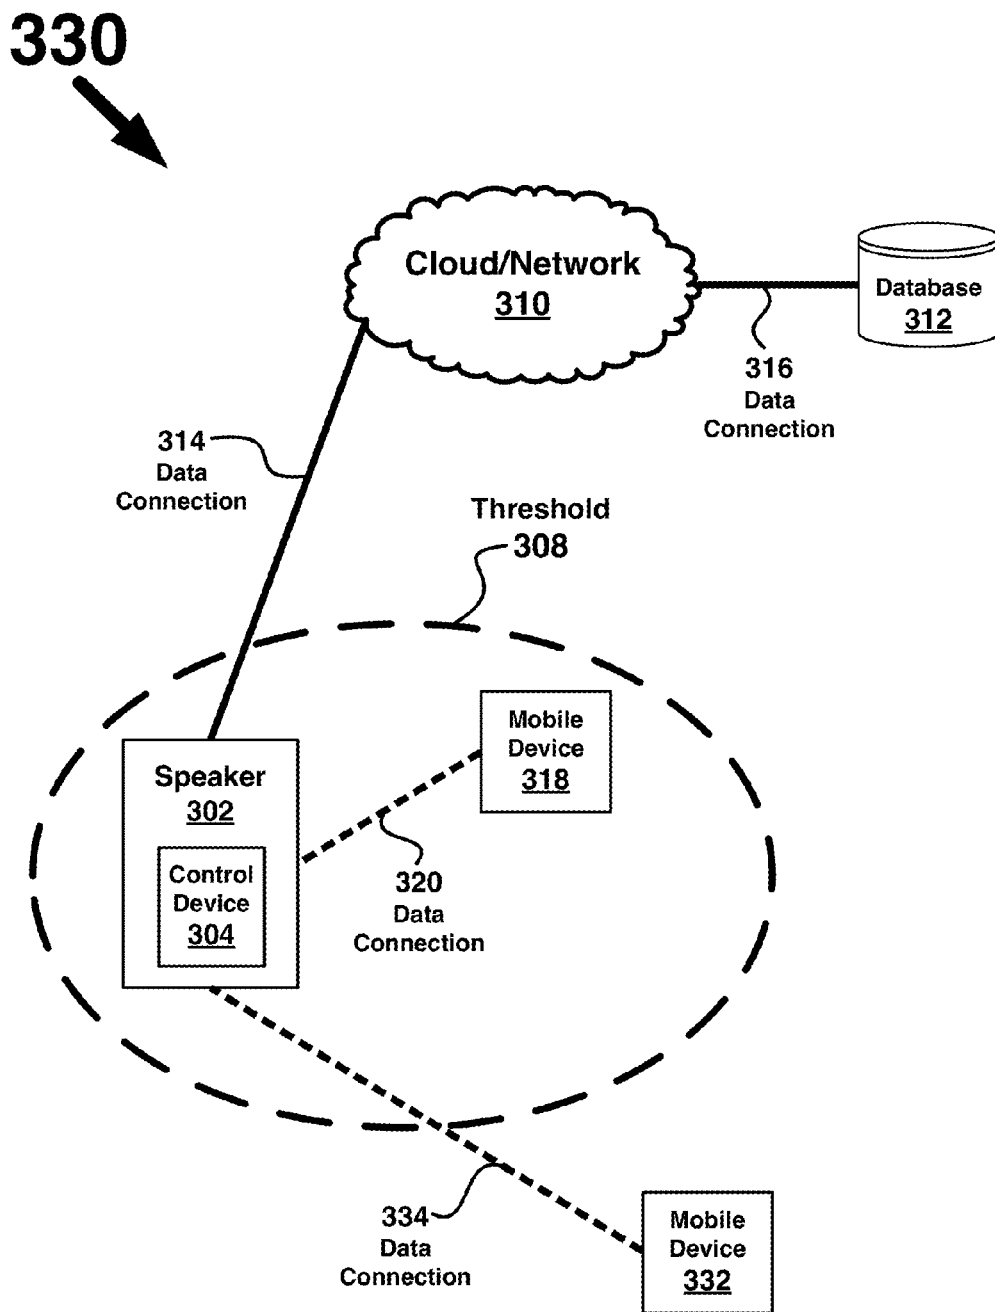 330
Cloud/Network
310
Database
312
316
Data
Connection
314
Data
Connection
Threshold
308
Mobile
Device
318
Speaker
302
Control
Device
304
320
Data
Connection
334
Data
Connection
Mobile
Device
332